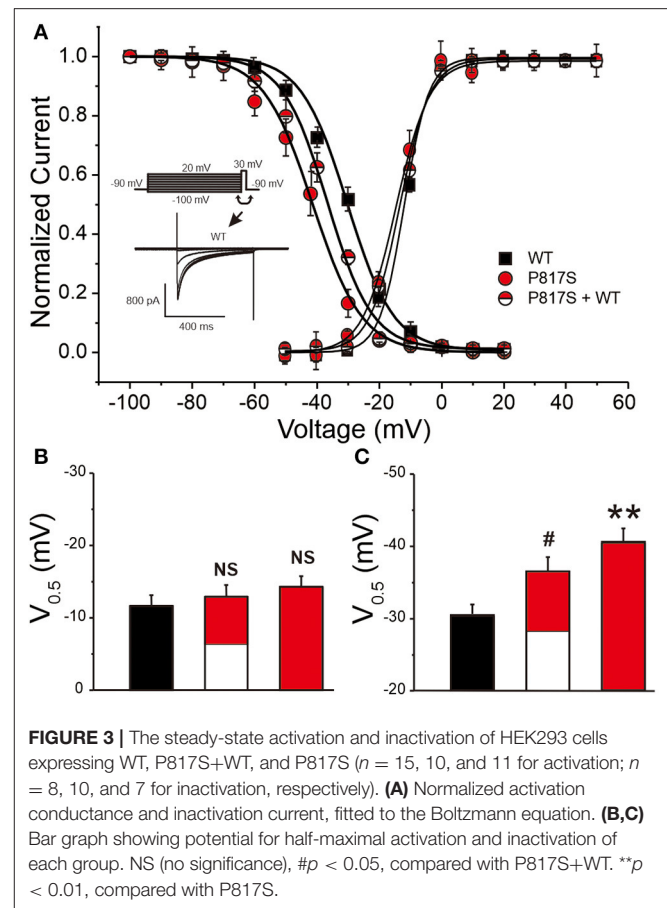 A
1.0
0.8
0.6
0.4
0.2
0.0
Normalized Current
20 mV
30 mV
-90 mV
-90 mV
-100 mV
WT
800 pA
400 ms
WT
P817S
P817S + WT
-100 -80 -60 -40 -20 0 20 40 60
Voltage (mV)
B
-30
-20
-10
0
V0.5 (mV)
NS
NS
C
-50
-40
-30
-20
V0.5 (mV)
#
**
FIGURE 3 | The steady-state activation and inactivation of HEK293 cells
expressing WT, P817S+WT, and P817S (n = 15, 10, and 11 for activation; n
= 8, 10, and 7 for inactivation, respectively). (A) Normalized activation
conductance and inactivation current, fitted to the Boltzmann equation. (B,C)
Bar graph showing potential for half-maximal activation and inactivation of
each group. NS (no significance), #p < 0.05, compared with P817S+WT. **p
< 0.01, compared with P817S.